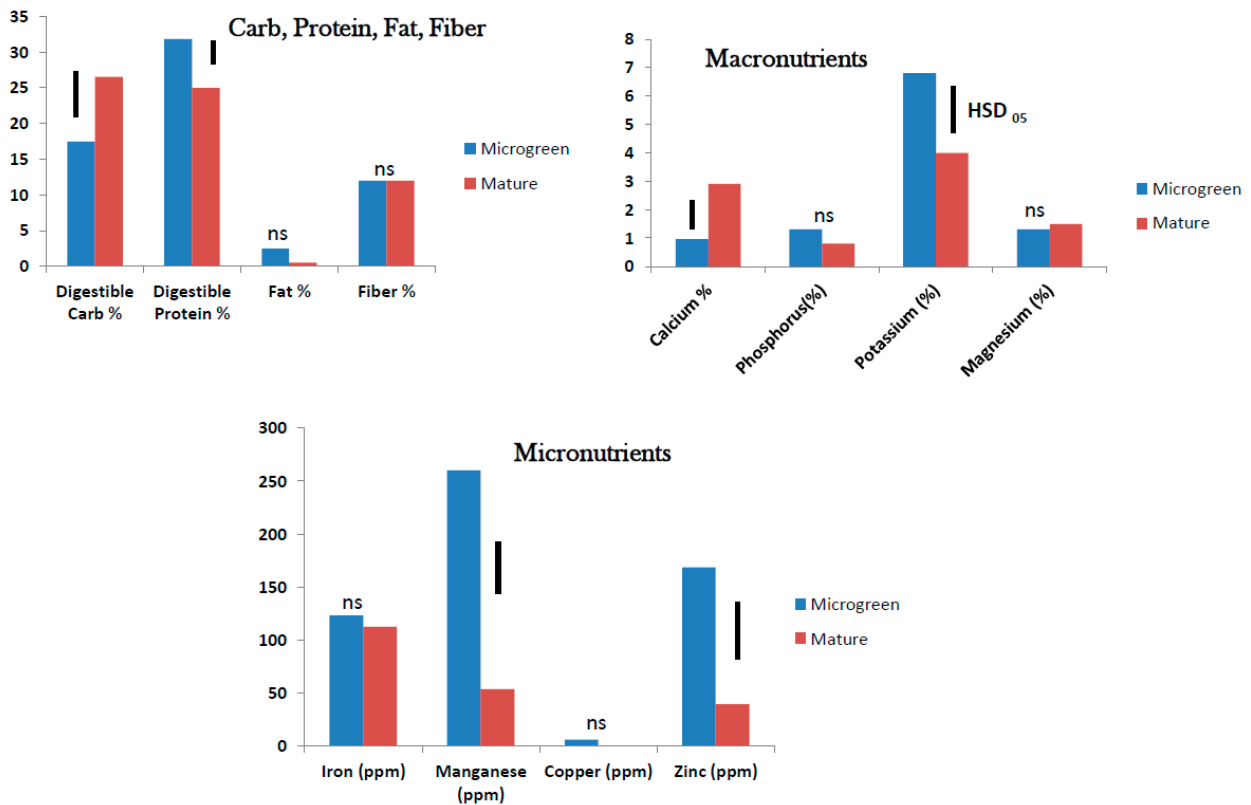 Carb, Protein, Fat, Fiber
35
30
25
20
15
10
5
0
ns
ns
Digestible Carb %
Digestible Protein %
Fat %
Fiber %
Microgreen
Mature
Macronutrients
8
7
6
5
4
3
2
1
0
HSD 05
ns
ns
Calcium %
Phosphorus(%)
Potassium (%)
Magnesium (%)
Microgreen
Mature
Micronutrients
300
250
200
150
100
50
0
ns
ns
Iron (ppm)
Manganese (ppm)
Copper (ppm)
Zinc (ppm)
Microgreen
Mature